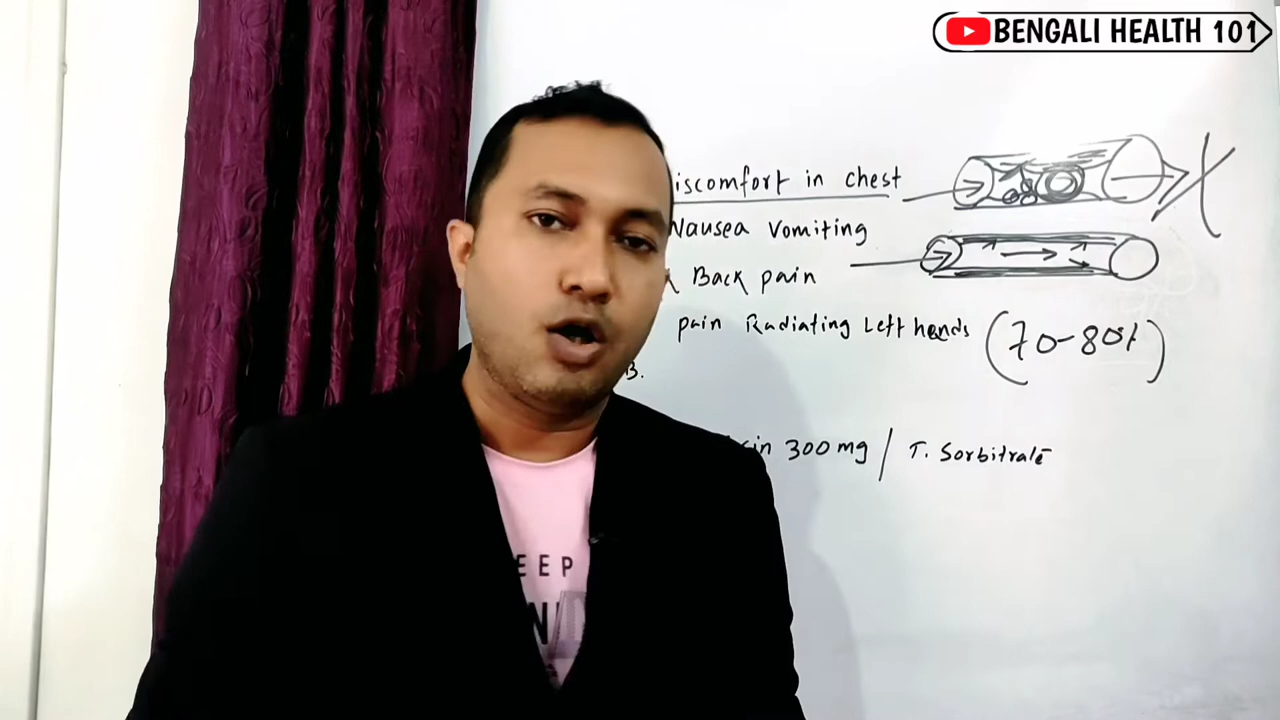 BENGALI HEALTH 101
iscomfort in chest
Nausea vomiting
Back pain
pain Radiating Left hands (70-80%)
B.
in 300 mg / T. Sorbitrate
EEP